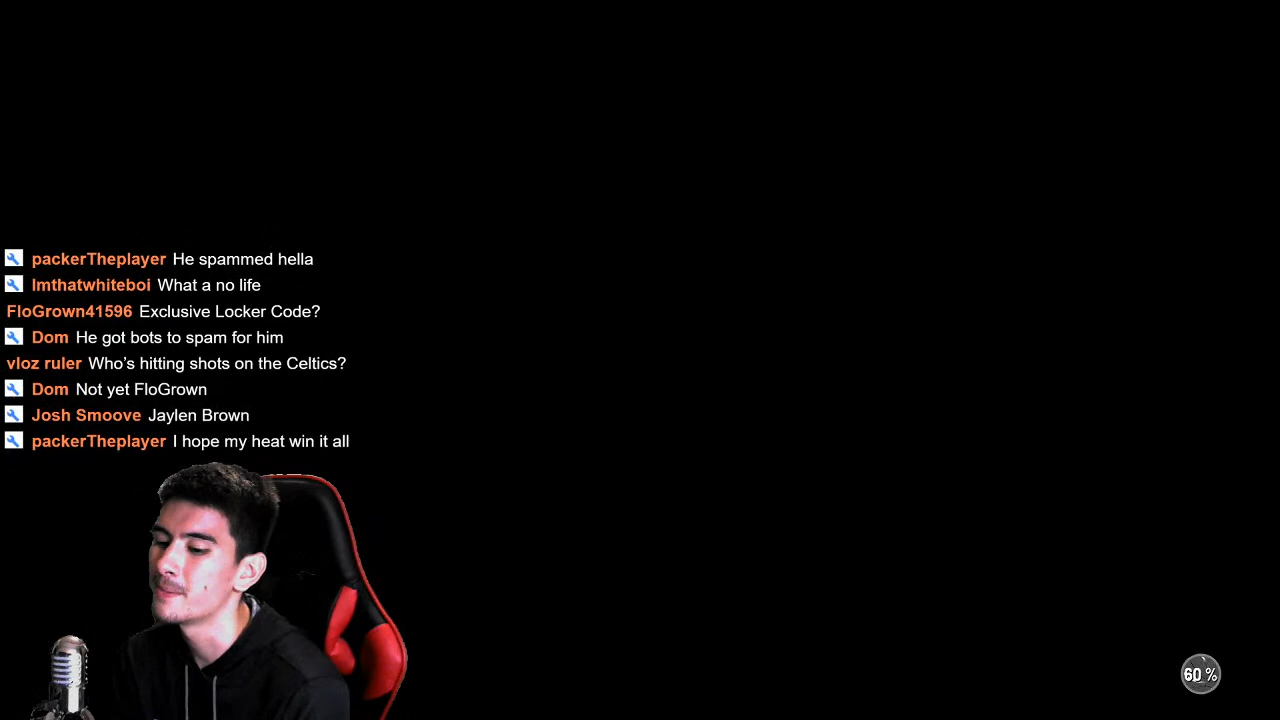 packerTheplayer He spammed hella
Imthatwhiteboi What a no life
FloGrown41596 Exclusive Locker Code?
Dom He got bots to spam for him
vloz ruler Who’s hitting shots on the Celtics?
Dom Not yet FloGrown
Josh Smoove Jaylen Brown
packerTheplayer I hope my heat win it all
60 %